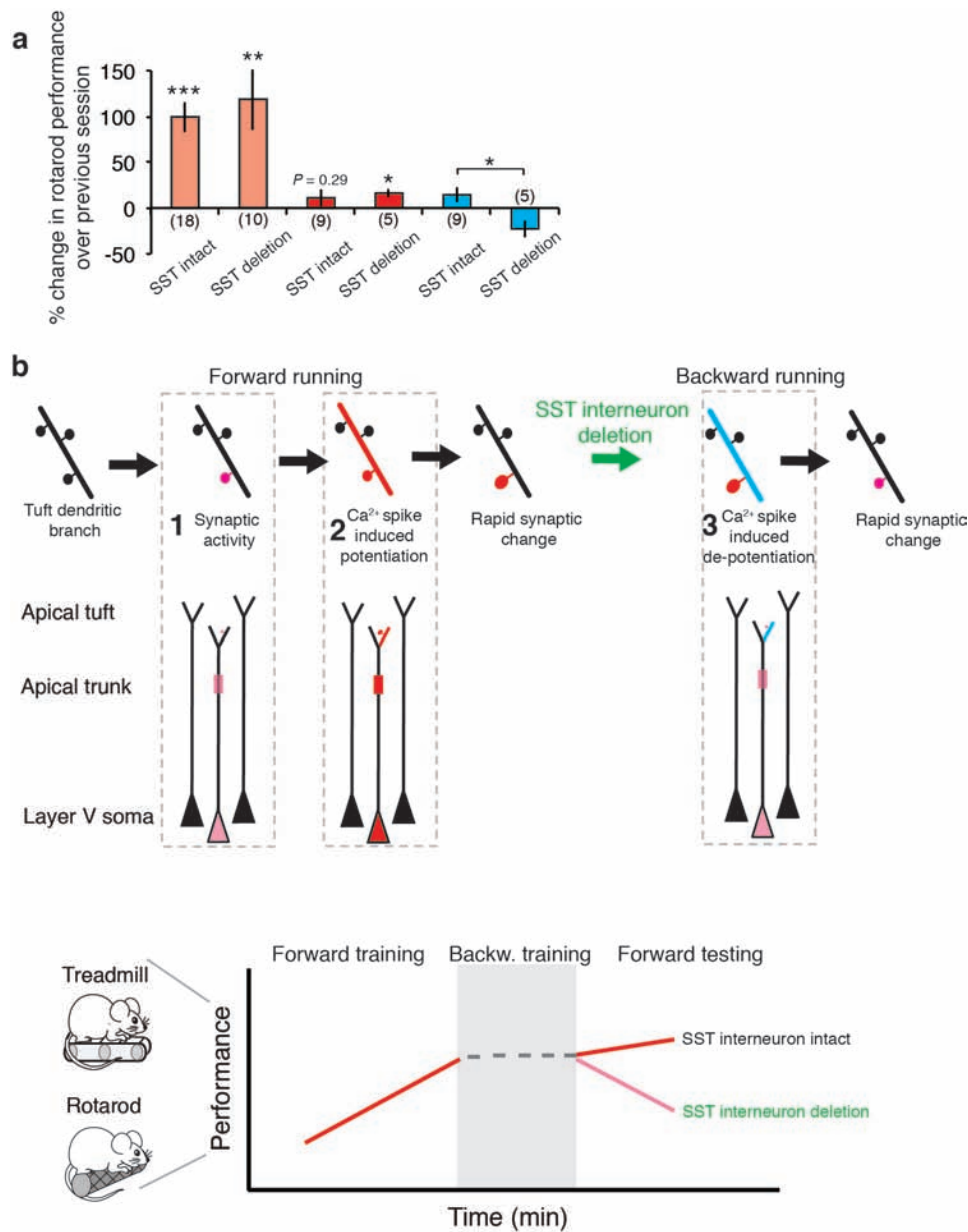 a
% change in rotarod performance
over previous session
150
100
50
0
-50
***
**
P = 0.29
*
*
(18)
(10)
(9)
(5)
(9)
(5)
SST intact
SST deletion
SST intact
SST deletion
SST intact
SST deletion
b
Forward running
Backward running
SST interneuron
deletion
Tuft dendritic
branch
1 Synaptic
activity
2 Ca²⁺ spike
induced
potentiation
Rapid synaptic
change
3 Ca²⁺ spike
induced
de-potentiation
Rapid synaptic
change
Apical tuft
Apical trunk
Layer V soma
Treadmill
Rotarod
Performance
Forward training
Backw. training
Forward testing
SST interneuron intact
SST interneuron deletion
Time (min)